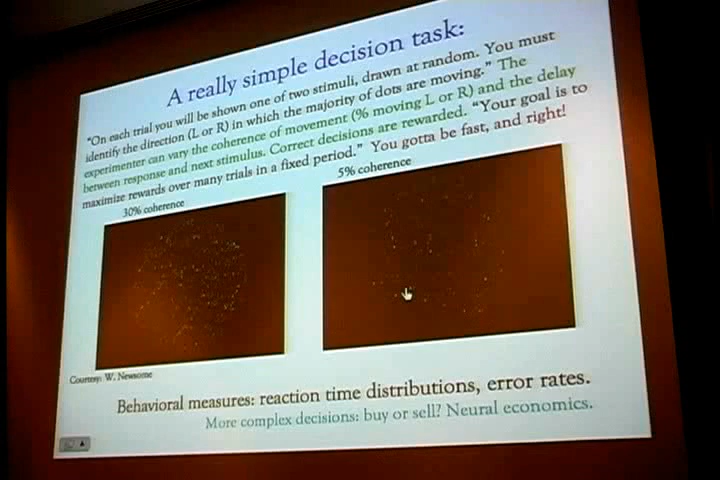 A really simple decision task:
"On each trial you will be shown one of two stimuli, drawn at random. You must
identify the direction (L or R) in which the majority of dots are moving." The
experimenter can vary the coherence of movement (% moving L or R) and the delay
between response and next stimulus. Correct decisions are rewarded. "Your goal is to
maximize rewards over many trials in a fixed period." You gotta be fast, and right!
30% coherence
5% coherence
Courtesy: W. Newsome
Behavioral measures: reaction time distributions, error rates.
More complex decisions: buy or sell? Neural economics.